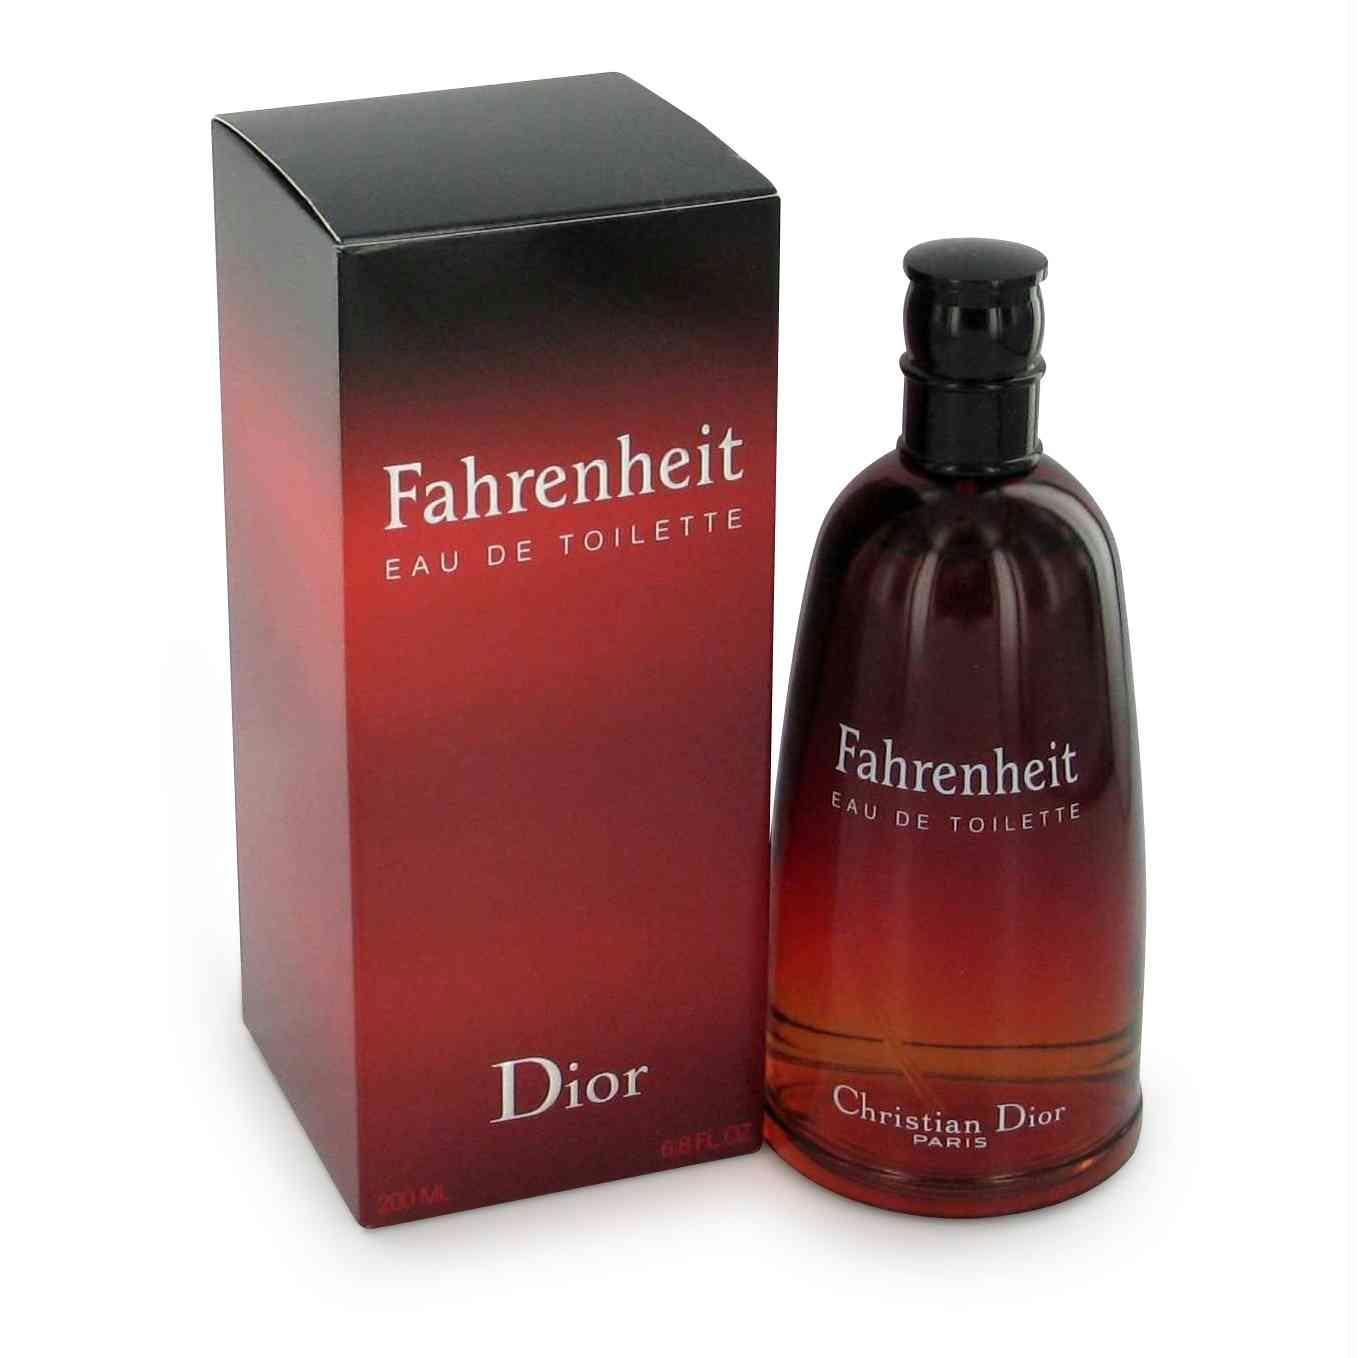 Fahrenheit
EAU DE TOILETTE
Dior
200 ML
6.8 FL. OZ
Fahrenheit
EAU DE TOILETTE
Christian Dior
PARIS